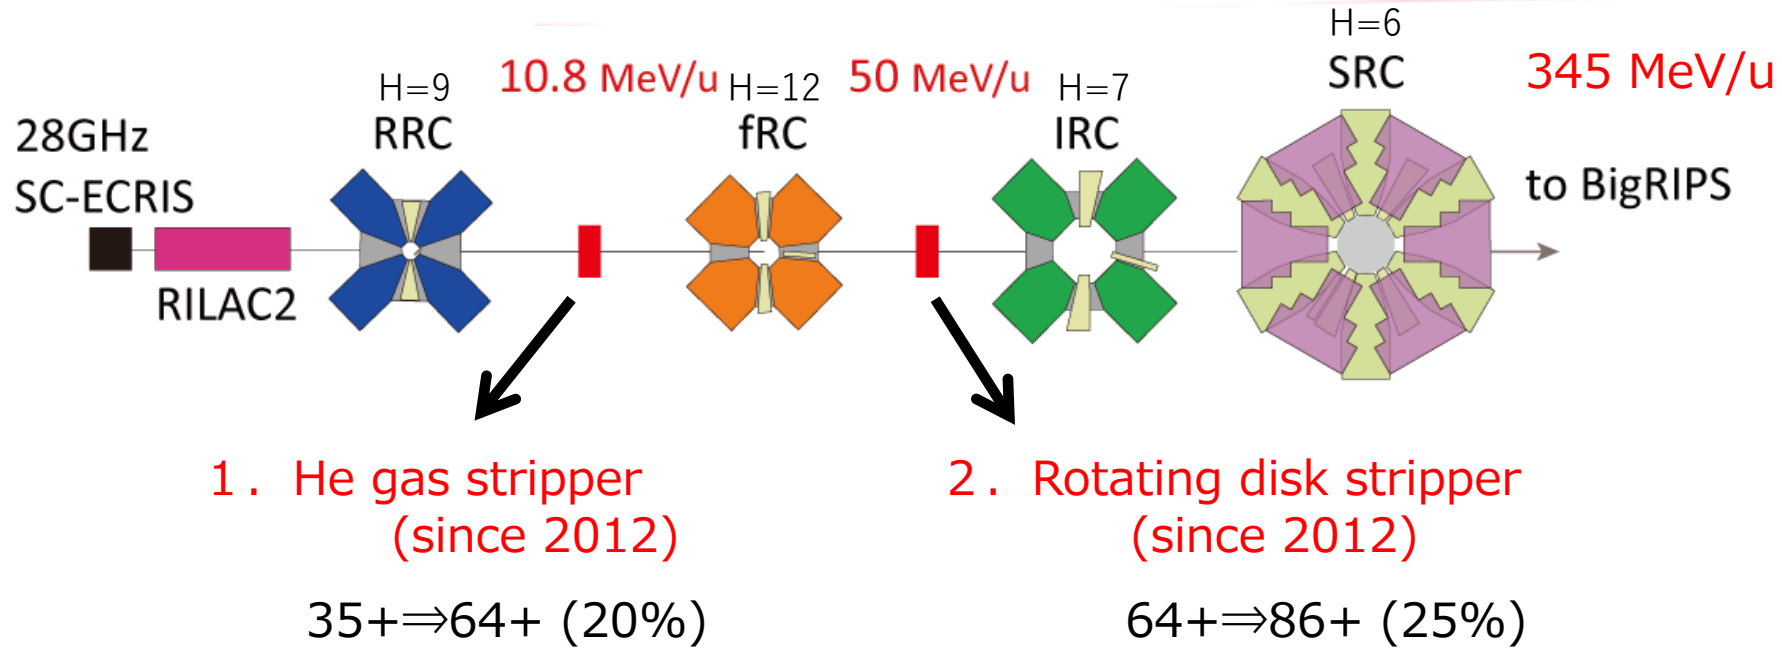 28GHz
SC-ECRIS
RILAC2
H=9
RRC
10.8 MeV/u
H=12
fRC
50 MeV/u
H=7
IRC
H=6
SRC
345 MeV/u
to BigRIPS
1. He gas stripper
(since 2012)
35+⇒64+ (20%)
2. Rotating disk stripper
(since 2012)
64+⇒86+ (25%)